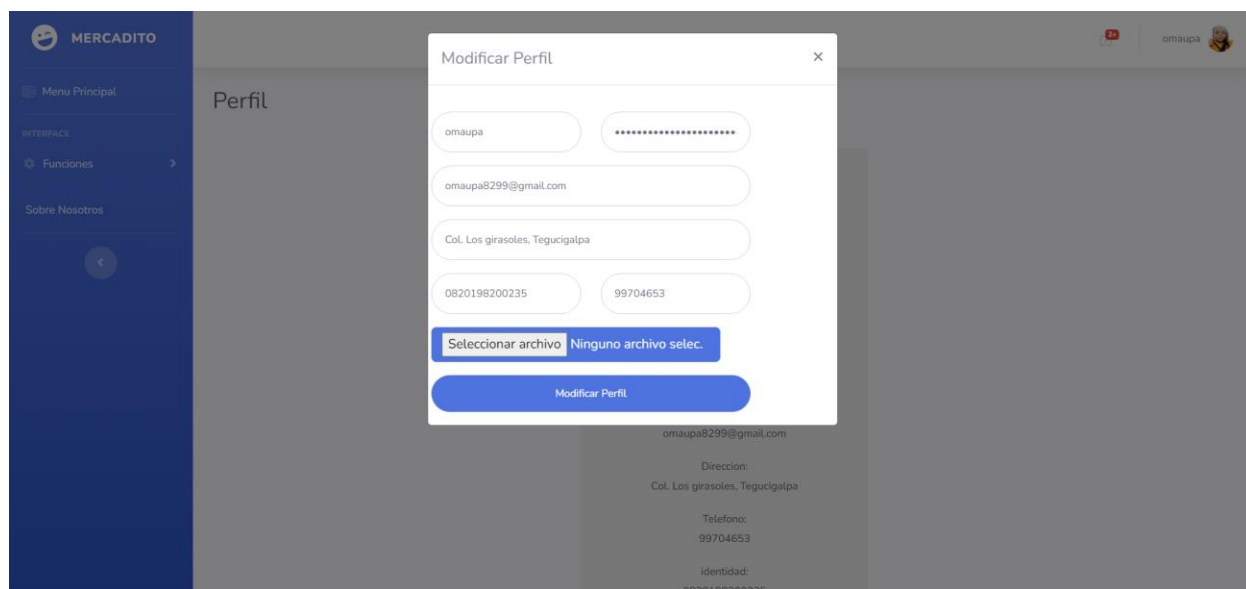 MERCADITO
Menu Principal
INTERFACE
Funciones
Sobre Nosotros
2+
omaupa
Perfil
Modificar Perfil
×
omaupa
••••••••••••••••••••••
omaupa8299@gmail.com
Col. Los girasoles, Tegucigalpa
0820198200235 99704653
Seleccionar archivo Ninguno archivo selec.
Modificar Perfil
omaupa8299@gmail.com
Direccion:
Col. Los girasoles, Tegucigalpa
Telefono:
99704653
identidad: